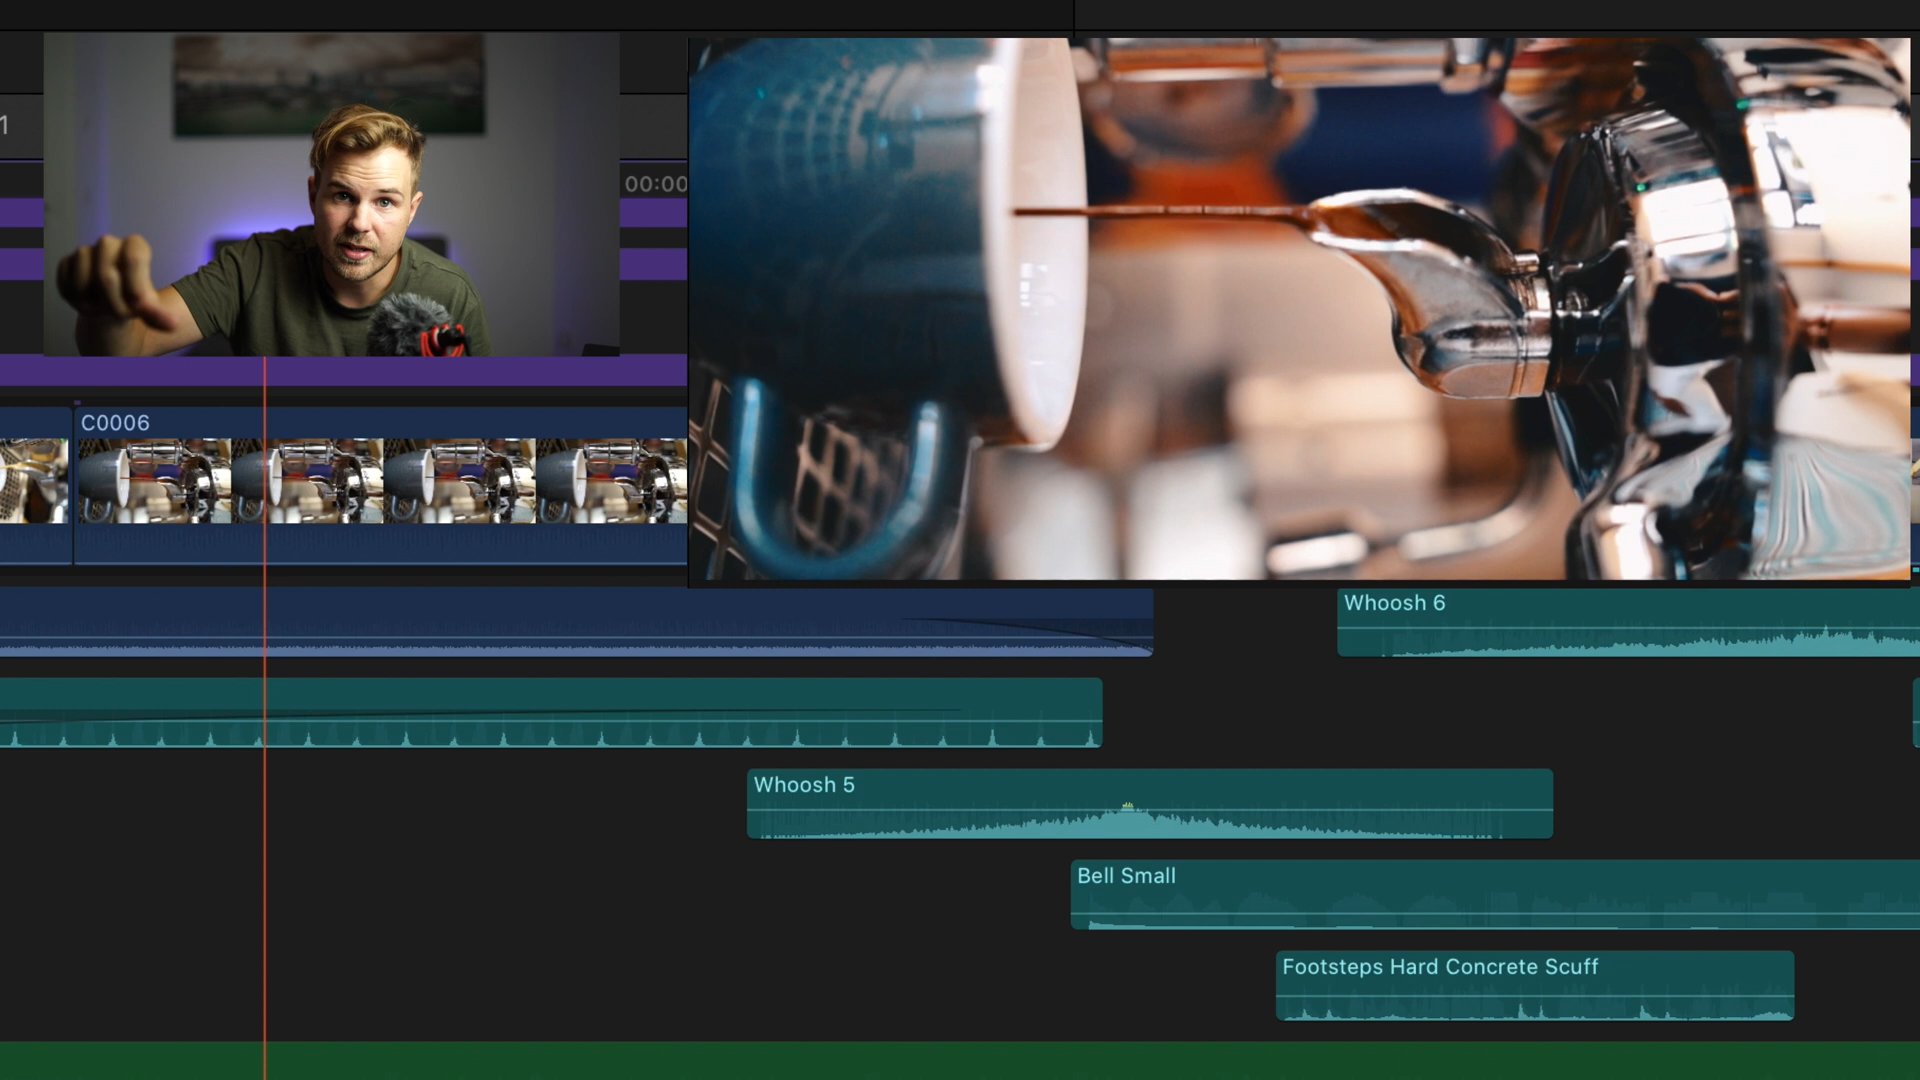 1
00:00
C0006
Whoosh 6
Whoosh 5
Bell Small
Footsteps Hard Concrete Scuff